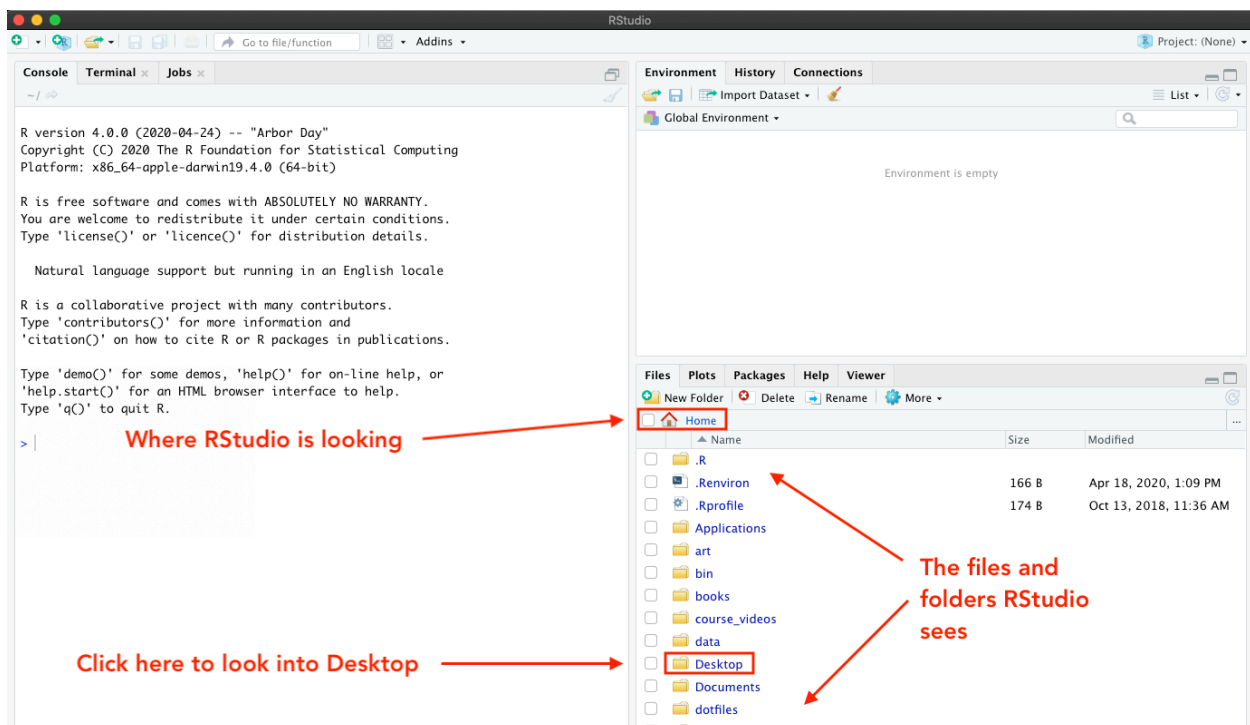 RStudio
Go to file/function
Addins
Project: (None)
Console Terminal Jobs
~/
R version 4.0.0 (2020-04-24) -- "Arbor Day"
Copyright (C) 2020 The R Foundation for Statistical Computing
Platform: x86_64-apple-darwin19.4.0 (64-bit)
R is free software and comes with ABSOLUTELY NO WARRANTY.
You are welcome to redistribute it under certain conditions.
Type 'license()' or 'licence()' for distribution details.
Natural language support but running in an English locale
R is a collaborative project with many contributors.
Type 'contributors()' for more information and
'citation()' on how to cite R or R packages in publications.
Type 'demo()' for some demos, 'help()' for on-line help, or
'help.start()' for an HTML browser interface to help.
Type 'q()' to quit R.
>
Where RStudio is looking
Click here to look into Desktop
Environment History Connections
Import Dataset List
Global Environment
Environment is empty
Files Plots Packages Help Viewer
New Folder Delete Rename More
Home ...
Name Size Modified
.R
.Renviron 166 B Apr 18, 2020, 1:09 PM
.Rprofile 174 B Oct 13, 2018, 11:36 AM
Applications
art
bin
books
course_videos
data
Desktop
Documents
dotfiles
The files and
folders RStudio
sees